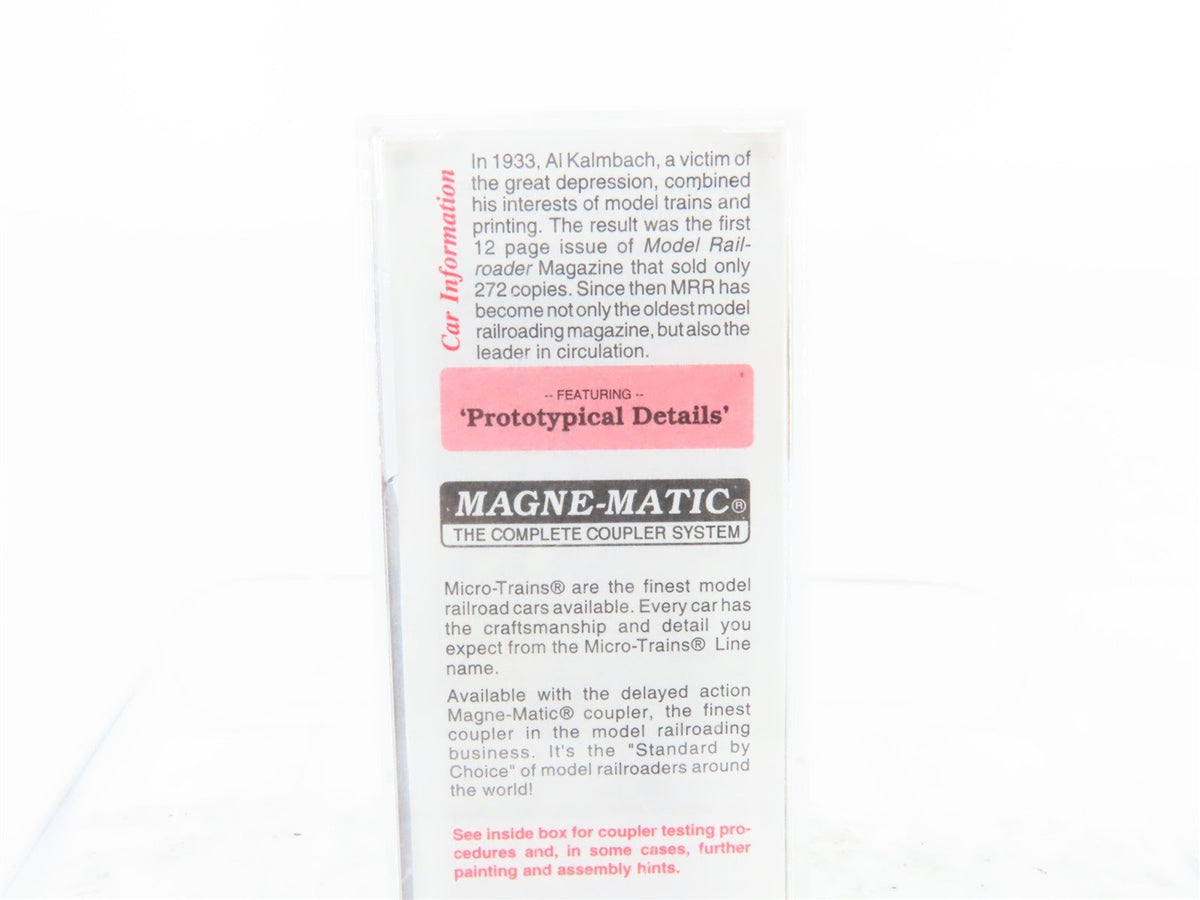 Car Information
In 1933, Al Kalmbach, a victim of
the great depression, combined
his interests of model trains and
printing. The result was the first
12 page issue of Model Rail-
roader Magazine that sold only
272 copies. Since then MRR has
become not only the oldest model
railroading magazine, but also the
leader in circulation.
-- FEATURING --
'Prototypical Details'
MAGNE-MATIC®
THE COMPLETE COUPLER SYSTEM
Micro-Trains® are the finest model
railroad cars available. Every car has
the craftsmanship and detail you
expect from the Micro-Trains® Line
name.
Available with the delayed action
Magne-Matic® coupler, the finest
coupler in the model railroading
business. It's the "Standard by
Choice" of model railroaders around
the world!
See inside box for coupler testing pro-
cedures and, in some cases, further
painting and assembly hints.